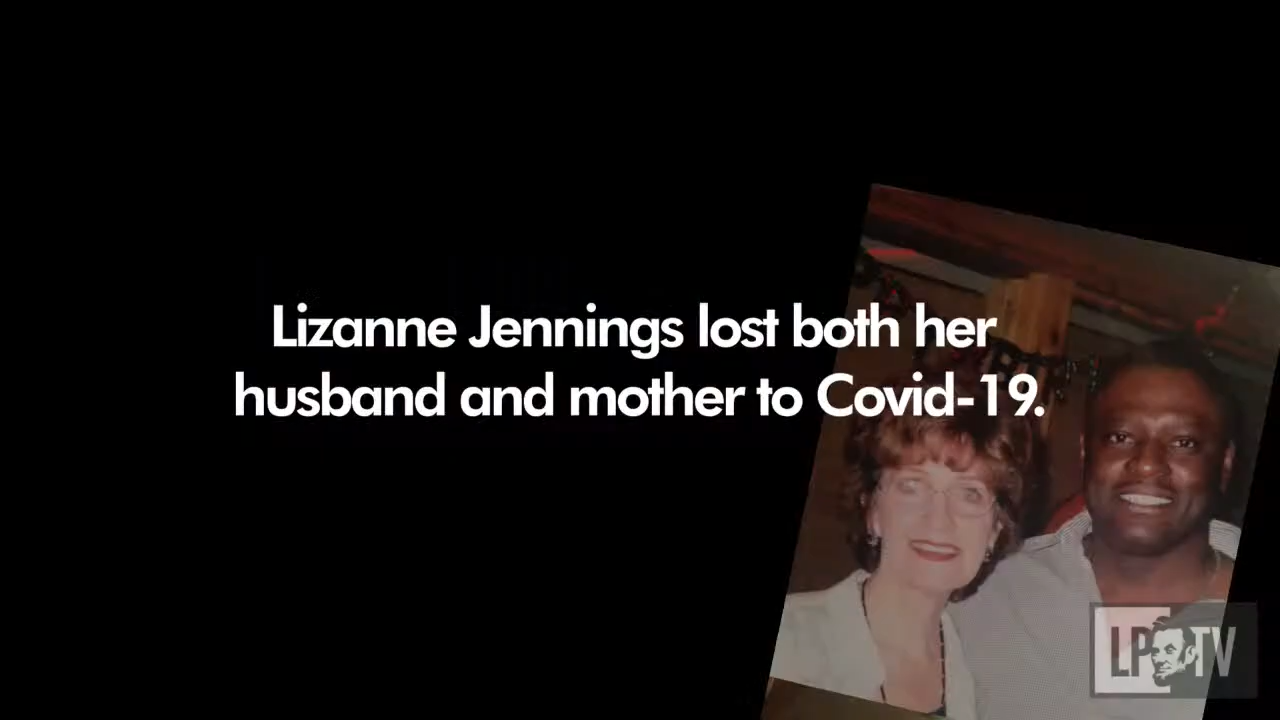 Lizanne Jennings lost both her
husband and mother to Covid-19.
LP TV